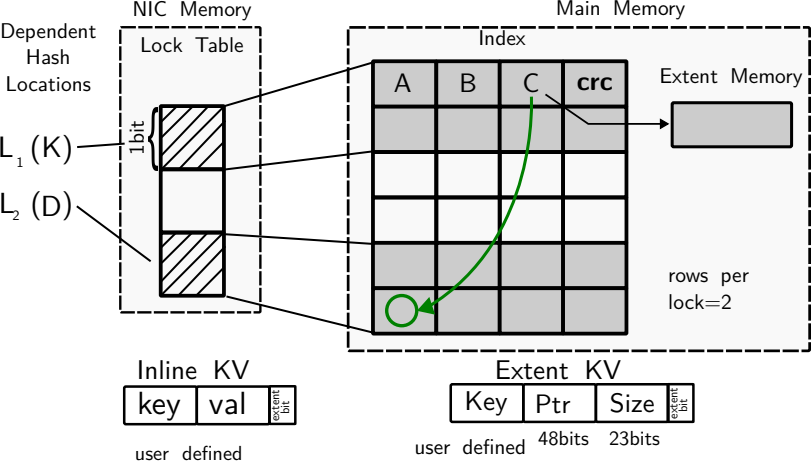 NIC Memory
Main Memory
Dependent
Hash
Locations
Lock Table
Index
A B C crc
Extent Memory
1bit
L1 (K)
L2 (D)
rows per
lock=2
Inline KV
key val extent bit
user defined
Extent KV
Key Ptr Size extent bit
user defined 48bits 23bits